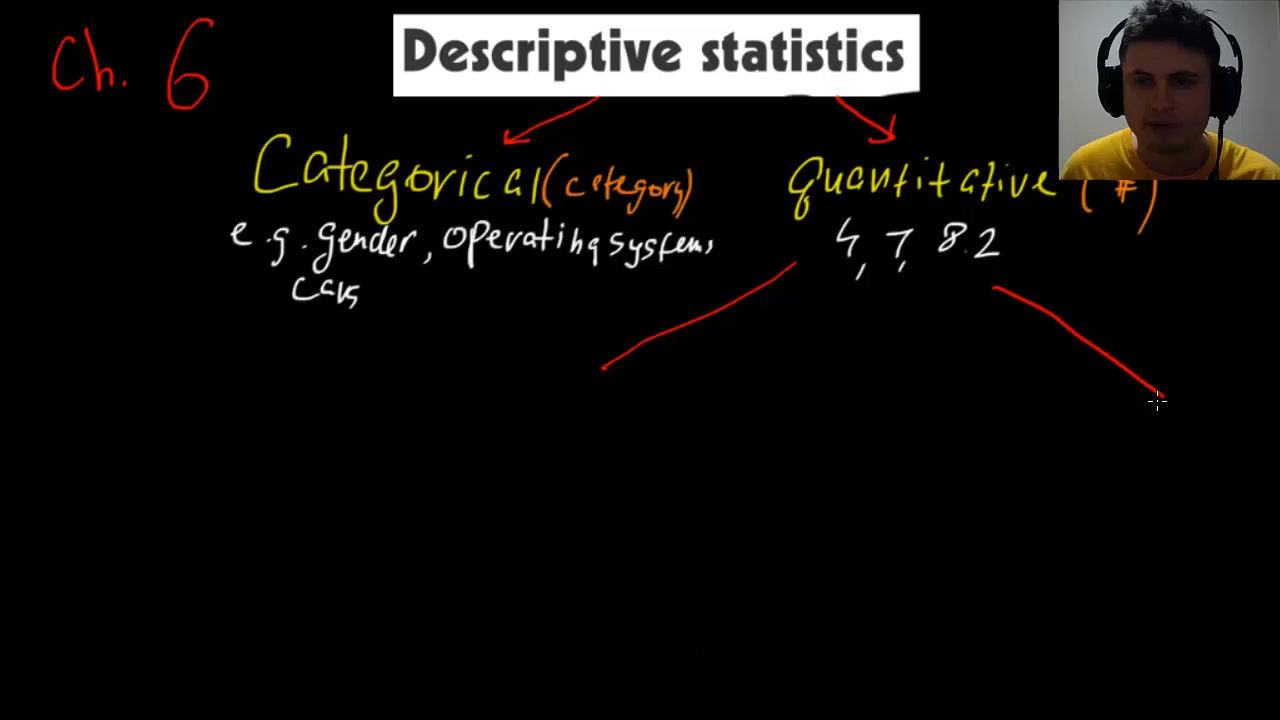 Ch. 6
Descriptive statistics
Categorical (category)
Quantitative (#)
e.g. gender, operating systems,
cars
4, 7, 8.2